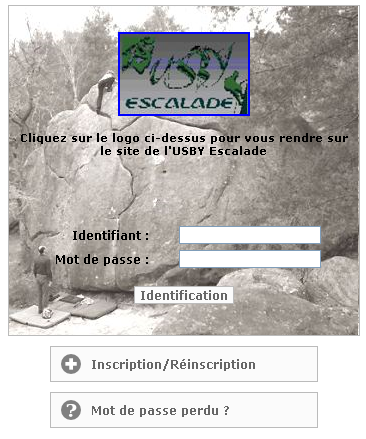 USBY
ESCALADE
Cliquez sur le logo ci-dessus pour vous rendre sur
le site de l'USBY Escalade
Identifiant :
Mot de passe :
Identification
Inscription/Réinscription
Mot de passe perdu ?